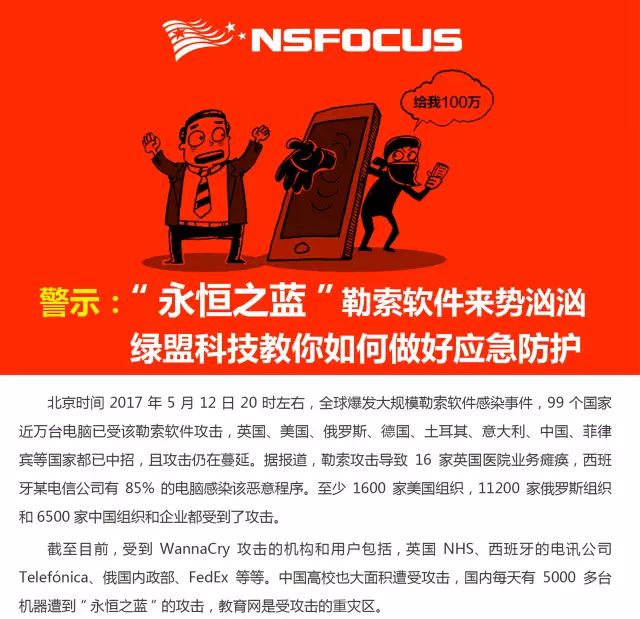 NSFOCUS
给我100万
警示：“永恒之蓝”勒索软件来势汹汹
绿盟科技教你如何做好应急防护
北京时间 2017 年 5 月 12 日 20 时左右，全球爆发大规模勒索软件感染事件，99 个国家
近万台电脑已受该勒索软件攻击，英国、美国、俄罗斯、德国、土耳其、意大利、中国、菲律
宾等国家都已中招，且攻击仍在蔓延。据报道，勒索攻击导致 16 家英国医院业务瘫痪，西班
牙某电信公司有 85% 的电脑感染该恶意程序。至少 1600 家美国组织，11200 家俄罗斯组织
和 6500 家中国组织和企业都受到了攻击。
截至目前，受到 WannaCry 攻击的机构和用户包括，英国 NHS、西班牙的电讯公司
Telefónica、俄国内政部、FedEx 等等。中国高校也大面积遭受攻击，国内每天有 5000 多台
机器遭到“永恒之蓝”的攻击，教育网是受攻击的重灾区。